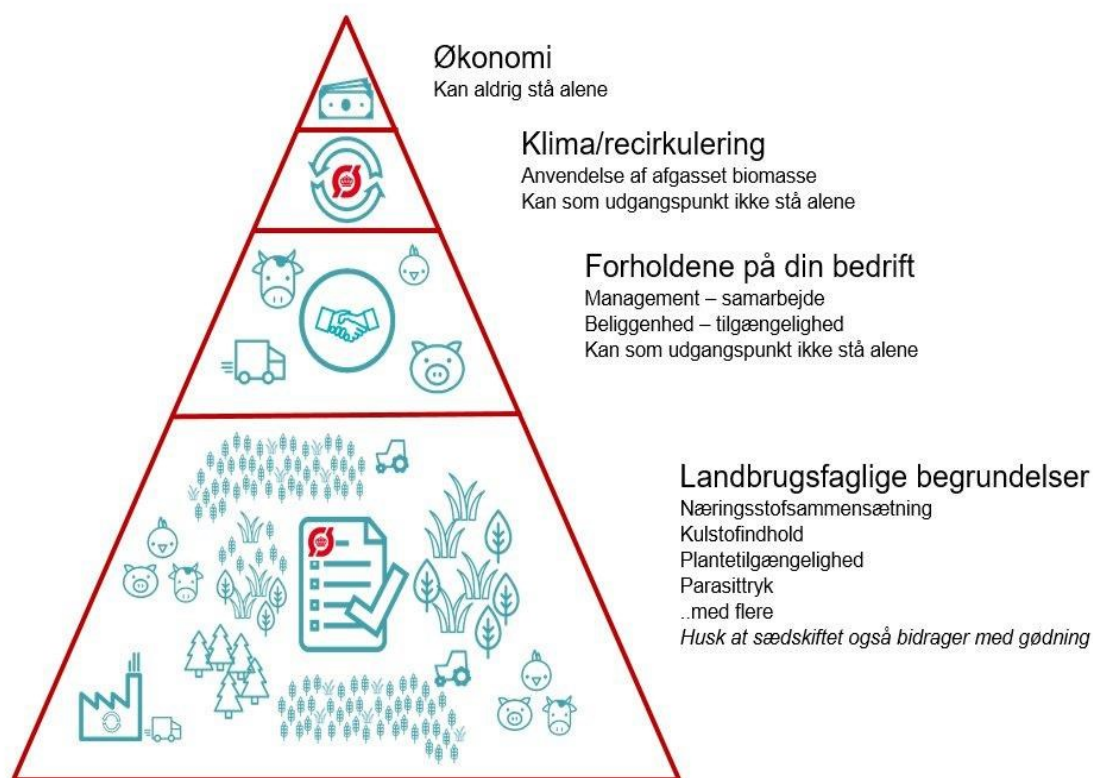 Økonomi
Kan aldrig stå alene
Klima/recirkulering
Anvendelse af afgasset biomasse
Kan som udgangspunkt ikke stå alene
Forholdene på din bedrift
Management – samarbejde
Beliggenhed – tilgængelighed
Kan som udgangspunkt ikke stå alene
Landbrugsfaglige begrundelser
Næringsstofsammensætning
Kulstofindhold
Plantetilgængelighed
Parasittryk
..med flere
Husk at sædskiftet også bidrager med gødning